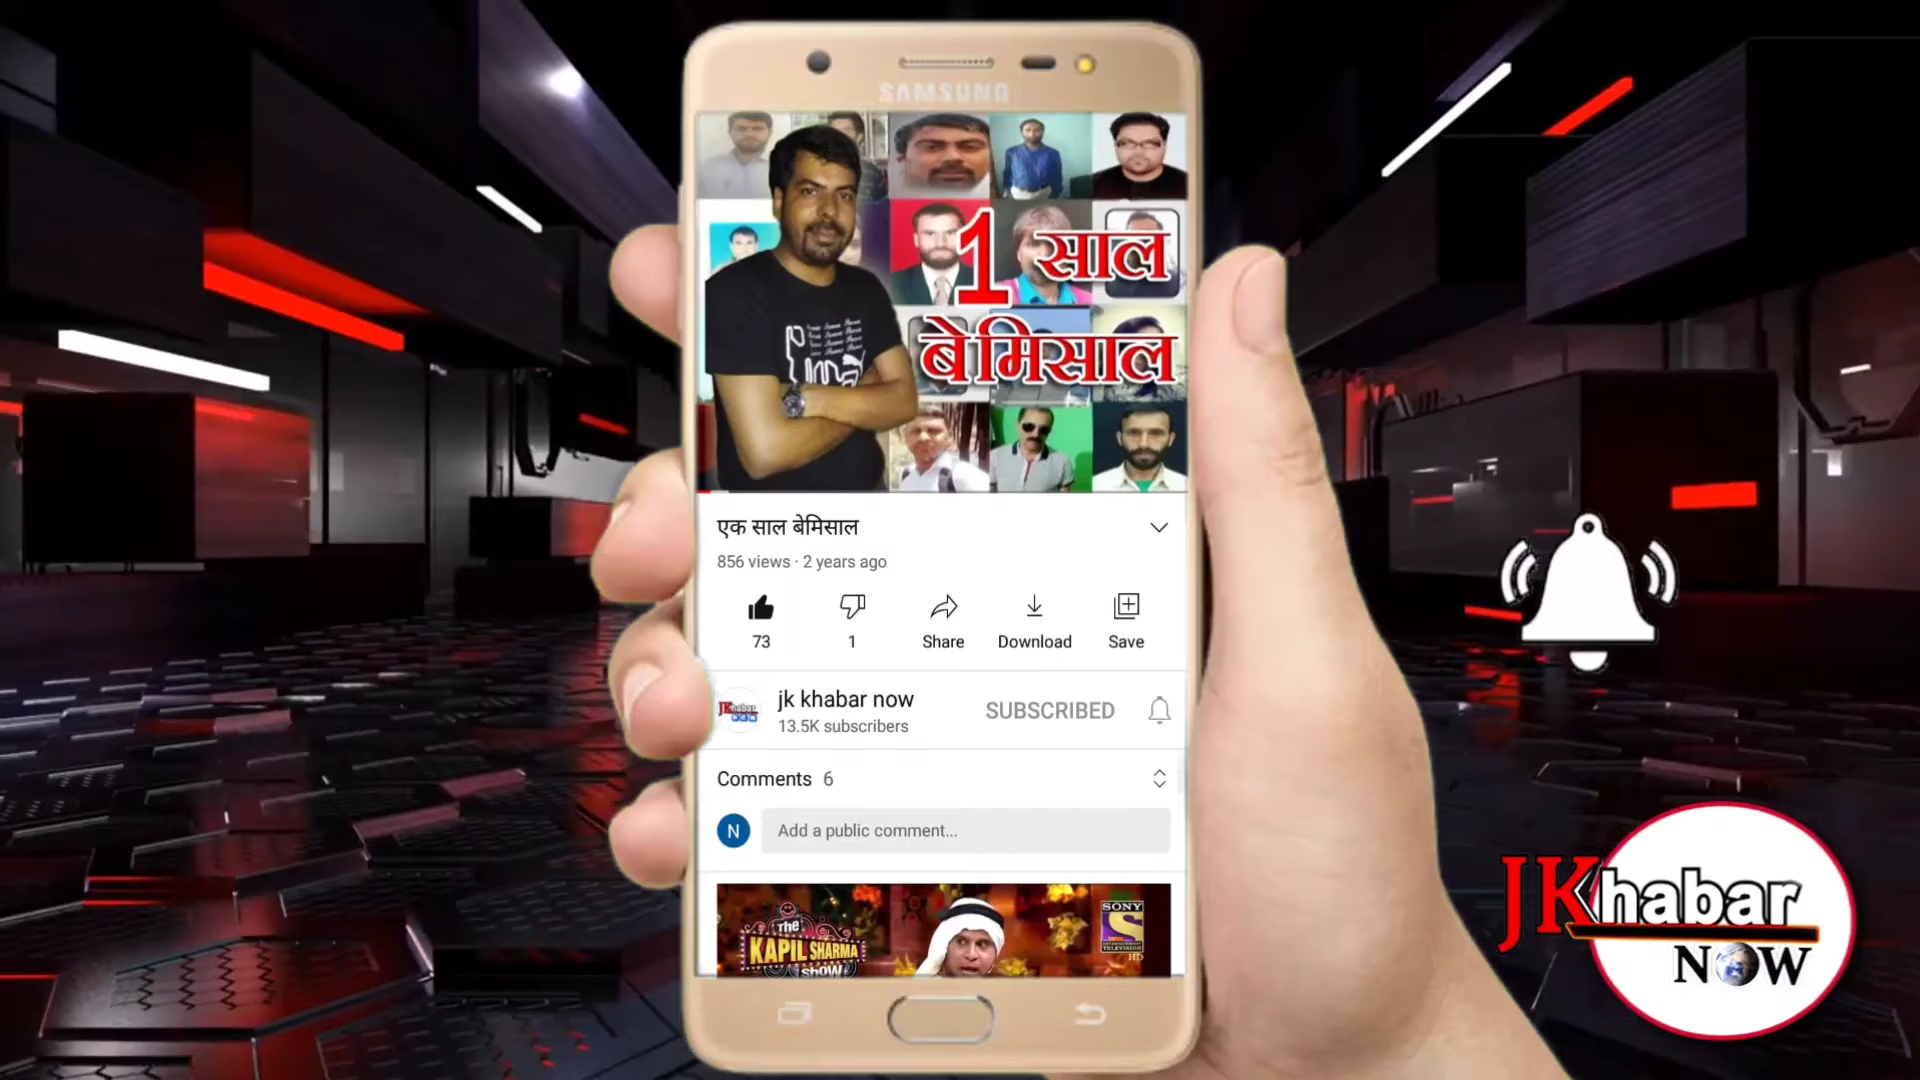 SAMSUNG
1 साल
बेमिसाल
एक साल बेमिसाल
856 views · 2 years ago
73
1
Share
Download
Save
jk khabar now
13.5K subscribers
SUBSCRIBED
Comments 6
N
Add a public comment...
The
KAPIL SHARMA
SHOW
SONY
HD
JKhabar
NOW